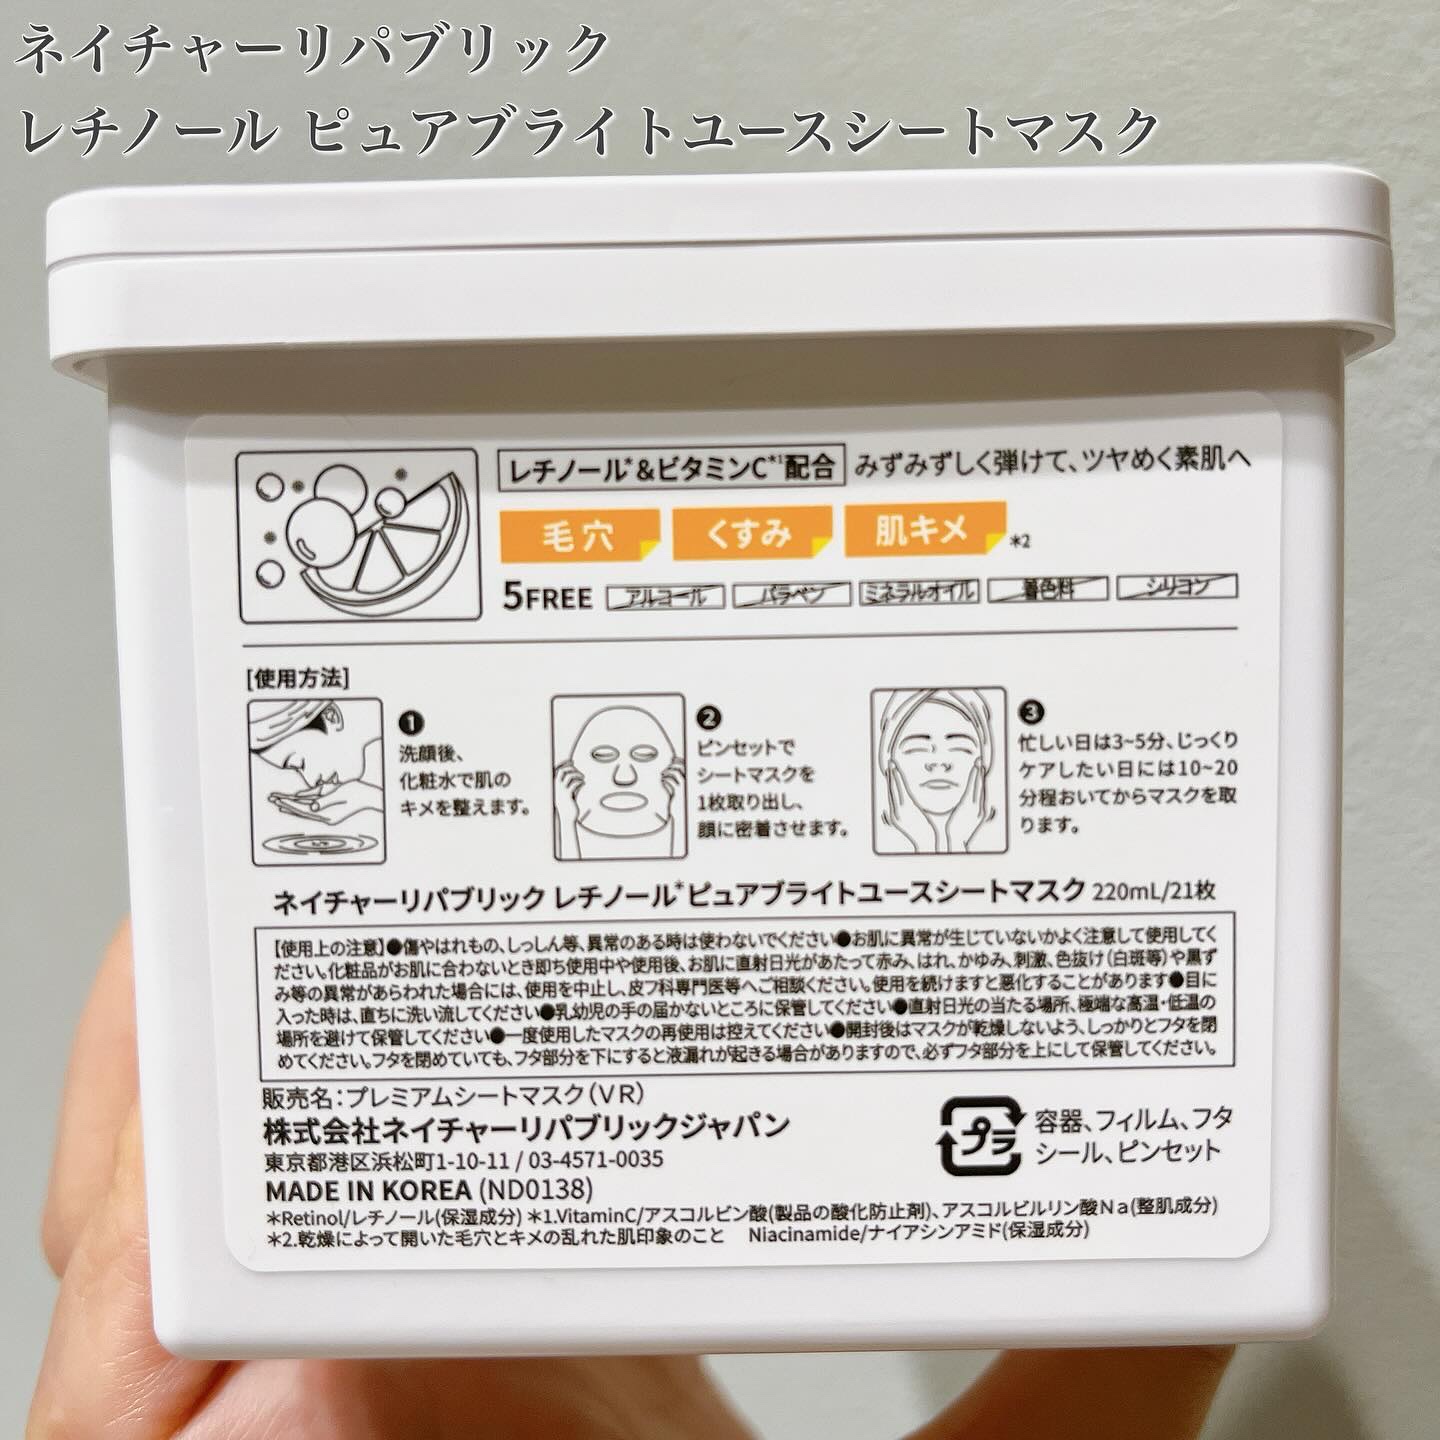 ネイチャーリパブリック
レチノール ピュアブライトユースシートマスク
レチノール*&ビタミンC*1配合 みずみずしく弾けて、ツヤめく素肌へ
毛穴 くすみ 肌キメ *2
5FREE アルコール パラベン ミネラルオイル 着色料 シリコン
[使用方法]
❶
洗顔後、
化粧水で肌の
キメを整えます。
❷
ピンセットで
シートマスクを
1枚取り出し、
顔に密着させます。
❸
忙しい日は3~5分、じっくり
ケアしたい日には10~20
分程おいてからマスクを取
ります。
ネイチャーリパブリック レチノール*ピュアブライトユースシートマスク 220mL/21枚
【使用上の注意】●傷やはれもの、しっしん等、異常のある時は使わないでください●お肌に異常が生じていないかよく注意して使用してく
ださい。化粧品がお肌に合わないとき即ち使用中や使用後、お肌に直射日光があたって赤み、はれ、かゆみ、刺激、色抜け(白斑等)や黒ず
み等の異常があらわれた場合には、使用を中止し、皮フ科専門医等へご相談ください。使用を続けますと悪化することがあります●目に
入った時は、直ちに洗い流してください●乳幼児の手の届かないところに保管してください●直射日光の当たる場所、極端な高温・低温の
場所を避けて保管してください●一度使用したマスクの再使用は控えてください●開封後はマスクが乾燥しないよう、しっかりとフタを閉
めてください。フタを閉めていても、フタ部分を下にすると液漏れが起きる場合がありますので、必ずフタ部分を上にして保管してください。
販売名:プレミアムシートマスク(VR)
株式会社ネイチャーリパブリックジャパン
東京都港区浜松町1-10-11 / 03-4571-0035
MADE IN KOREA (ND0138)
プラ
容器、フィルム、フタ
シール、ピンセット
*Retinol/レチノール(保湿成分) *1.VitaminC/アスコルビン酸(製品の酸化防止剤)、アスコルビルリン酸Na(整肌成分)
*2.乾燥によって開いた毛穴とキメの乱れた肌印象のこと Niacinamide/ナイアシンアミド(保湿成分)